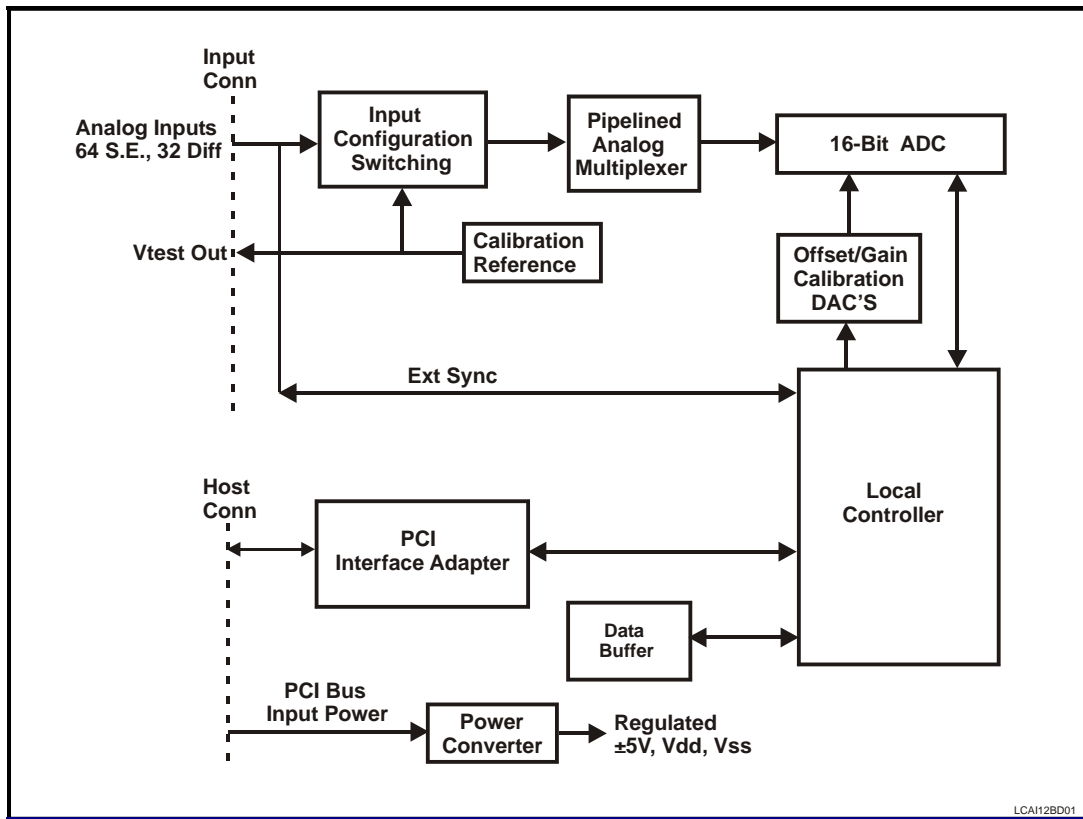 Input
Conn
Analog Inputs
64 S.E., 32 Diff
Input
Configuration
Switching
Pipelined
Analog
Multiplexer
16-Bit ADC
Vtest Out
Calibration
Reference
Offset/Gain
Calibration
DAC'S
Ext Sync
Host
Conn
PCI
Interface Adapter
Local
Controller
Data
Buffer
PCI Bus
Input Power
Power
Converter
Regulated
±5V, Vdd, Vss
LCAI12BD01